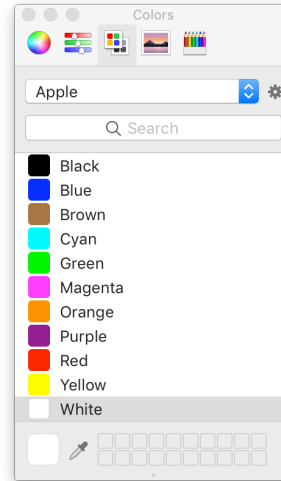 Colors
Apple
Search
Black
Blue
Brown
Cyan
Green
Magenta
Orange
Purple
Red
Yellow
White